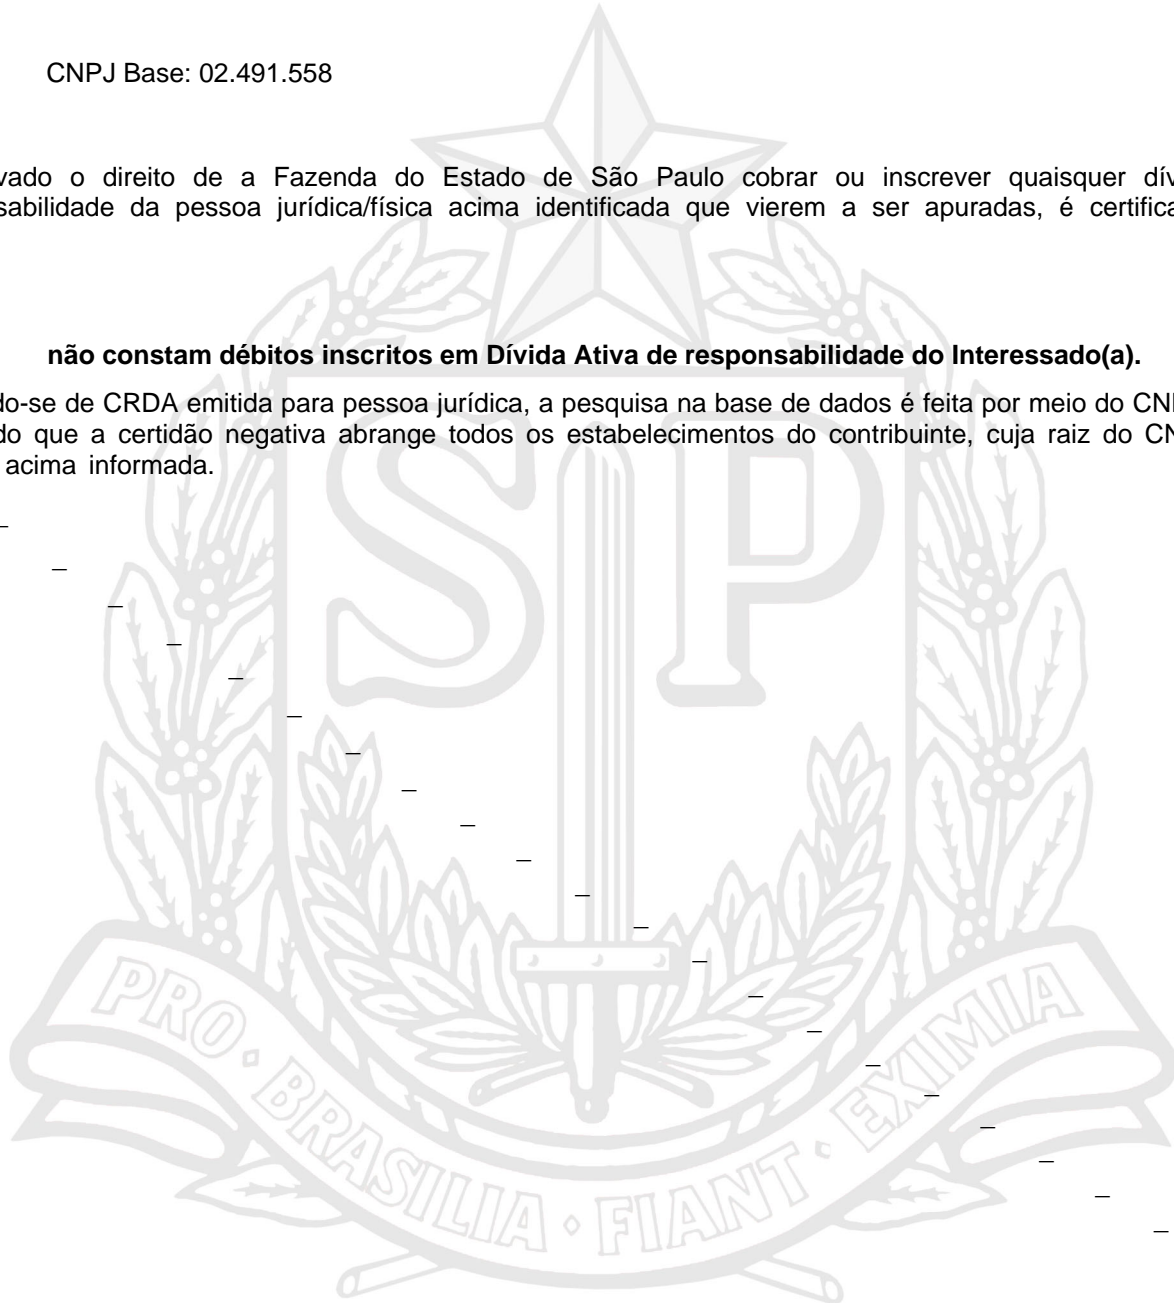 CNPJ Base: 02.491.558
vado o direito de a Fazenda do Estado de São Paulo cobrar ou inscrever quaisquer dív
sabilidade da pessoa jurídica/física acima identificada que vierem a ser apuradas, é certifica
não constam débitos inscritos em Dívida Ativa de responsabilidade do Interessado(a).
do-se de CRDA emitida para pessoa jurídica, a pesquisa na base de dados é feita por meio do CN
do que a certidão negativa abrange todos os estabelecimentos do contribuinte, cuja raiz do CN
acima informada.
SP
PRO • BRASILIA • FIANT • EXIMIA